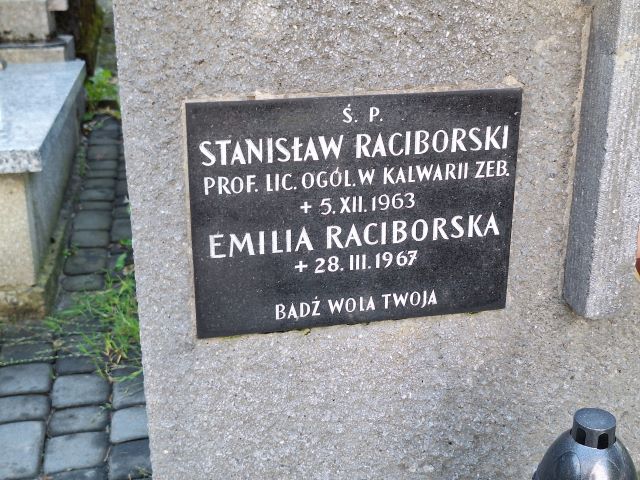 Ś. P.
STANISŁAW RACIBORSKI
PROF. LIC. OGÓL. W KALWARII ZEB.
+ 5. XII. 1963
EMILIA RACIBORSKA
+ 28. III. 1967
BĄDŹ WOLA TWOJA